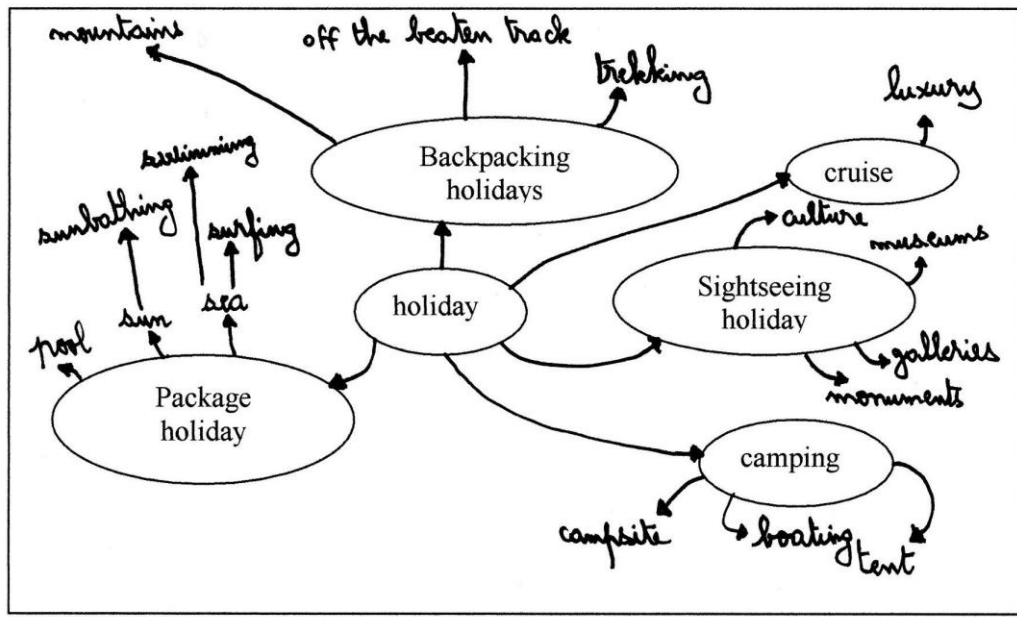 mountains
off the beaten track
trekking
luxury
Backpacking
holidays
cruise
swimming
sunbathing
surfing
culture
museums
Sightseeing
holiday
holiday
sea
sun
pool
galleries
monuments
Package
holiday
camping
campsite
boating
tent